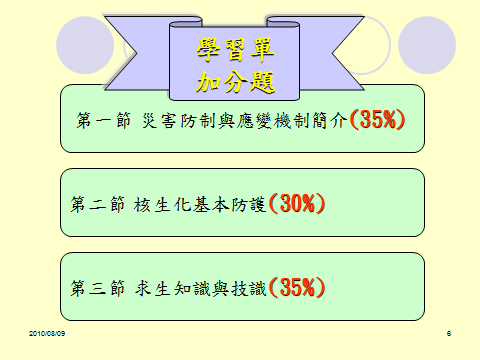 學習單
加分題
第一節 災害防制與應變機制簡介(35%)
第二節 核生化基本防護(30%)
第三節 求生知識與技識(35%)
2010/08/09
6